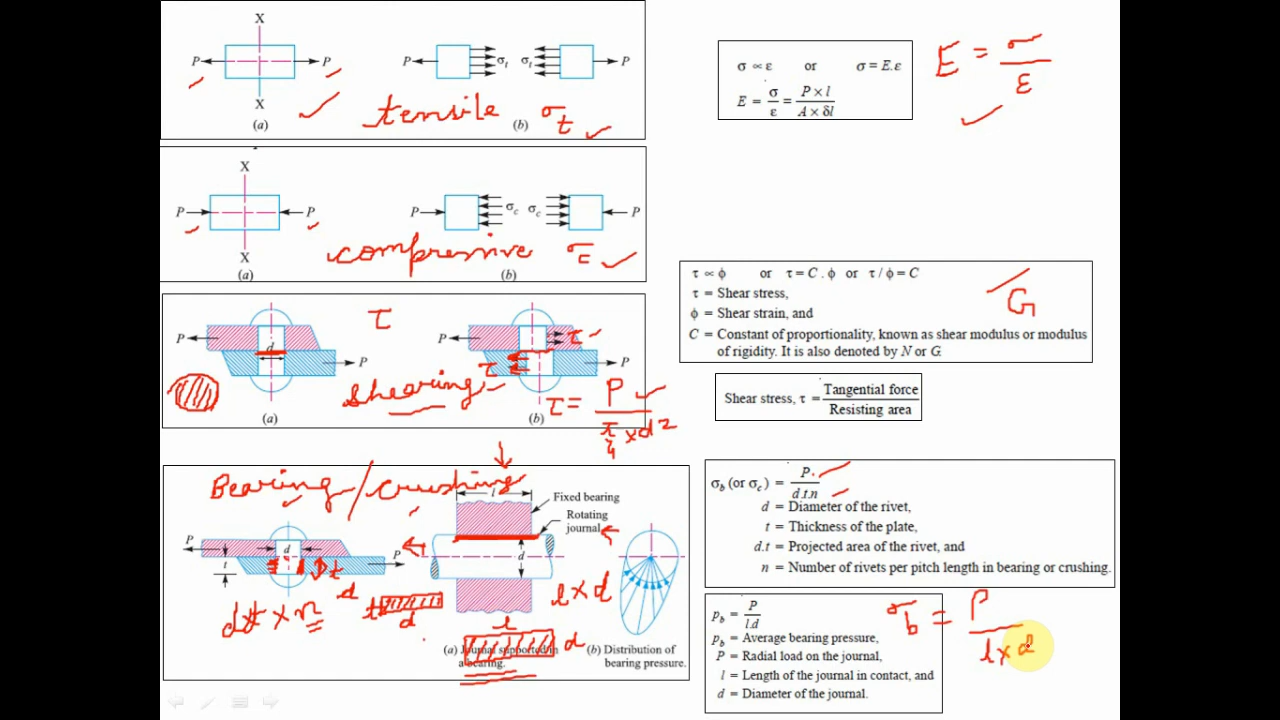 X
P P
X
(a)
P σt σt P
tensile σt
(b)
X
P P
X
(a)
P σc σc P
compressive σc
(b)
τ
P
d
P
(a)
shearing
P τ
τ P
τ = P / π/4 × d²
(b)
Bearing/crushing
P d P
t t
d×t × n
d
t
d
l
Fixed bearing
Rotating
journal
d
l × d
l
d
(a) Journal supported in
a bearing.
(b) Distribution of
bearing pressure.
σ ∝ ε or σ = E.ε
E = σ/ε = P × l / A × δl
E = σ/ε
τ ∝ ϕ or τ = C . ϕ or τ / ϕ = C
τ = Shear stress,
ϕ = Shear strain, and
C = Constant of proportionality, known as shear modulus or modulus
of rigidity. It is also denoted by N or G.
G
Shear stress, τ = Tangential force / Resisting area
σb (or σc) = P / d.t.n
d = Diameter of the rivet,
t = Thickness of the plate,
d.t = Projected area of the rivet, and
n = Number of rivets per pitch length in bearing or crushing.
pb = P / l.d
pb = Average bearing pressure,
P = Radial load on the journal,
l = Length of the journal in contact, and
d = Diameter of the journal.
σb = P / l×d